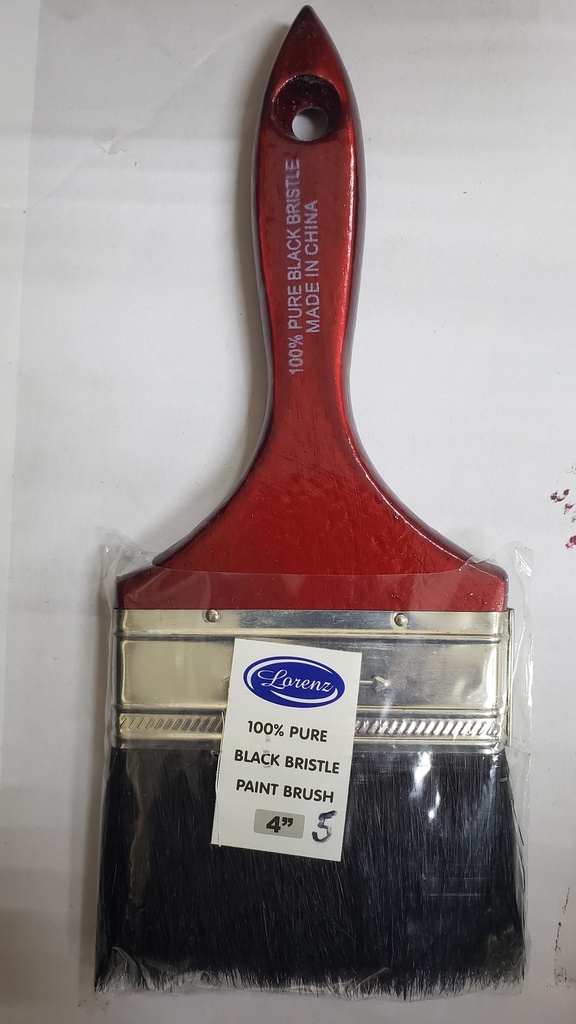 100% PURE BLACK BRISTLE
MADE IN CHINA
Lorenz
100% PURE
BLACK BRISTLE
PAINT BRUSH
4” 5